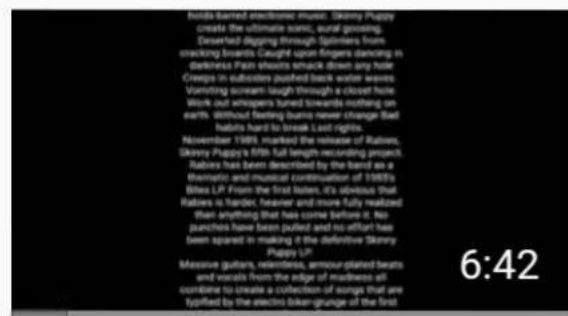 holds-barred electronic music. Skinny Puppy
create the ultimate sonic, aural goosing.
Deserted digging through Splinters from
cracking boards Caught upon fingers dancing in
darkness Pain shoots smack down any hole
Creeps in subsides pushed back water waves.
Vomiting scream laugh through a closet hole.
Work out whispers tuned towards nothing on
earth. Without feeling burns never change Bad
habits hard to break Last rights.
November 1989, marked the release of Rabies,
Skinny Puppy's fifth full length recording project.
Rabies has been described by the band as a
thematic and musical continuation of 1985's
Bites LP. From the first listen, it's obvious that
Rabies is harder, heavier and more fully realized
than anything that has come before it. No
punches have been pulled and no effort has
been spared in making it the definitive Skinny
Puppy LP.
Massive guitars, relentless, armour-plated beats
and vocals from the edge of madness all
combine to create a collection of songs that are
typified by the electro biker-grunge of the first
6:42